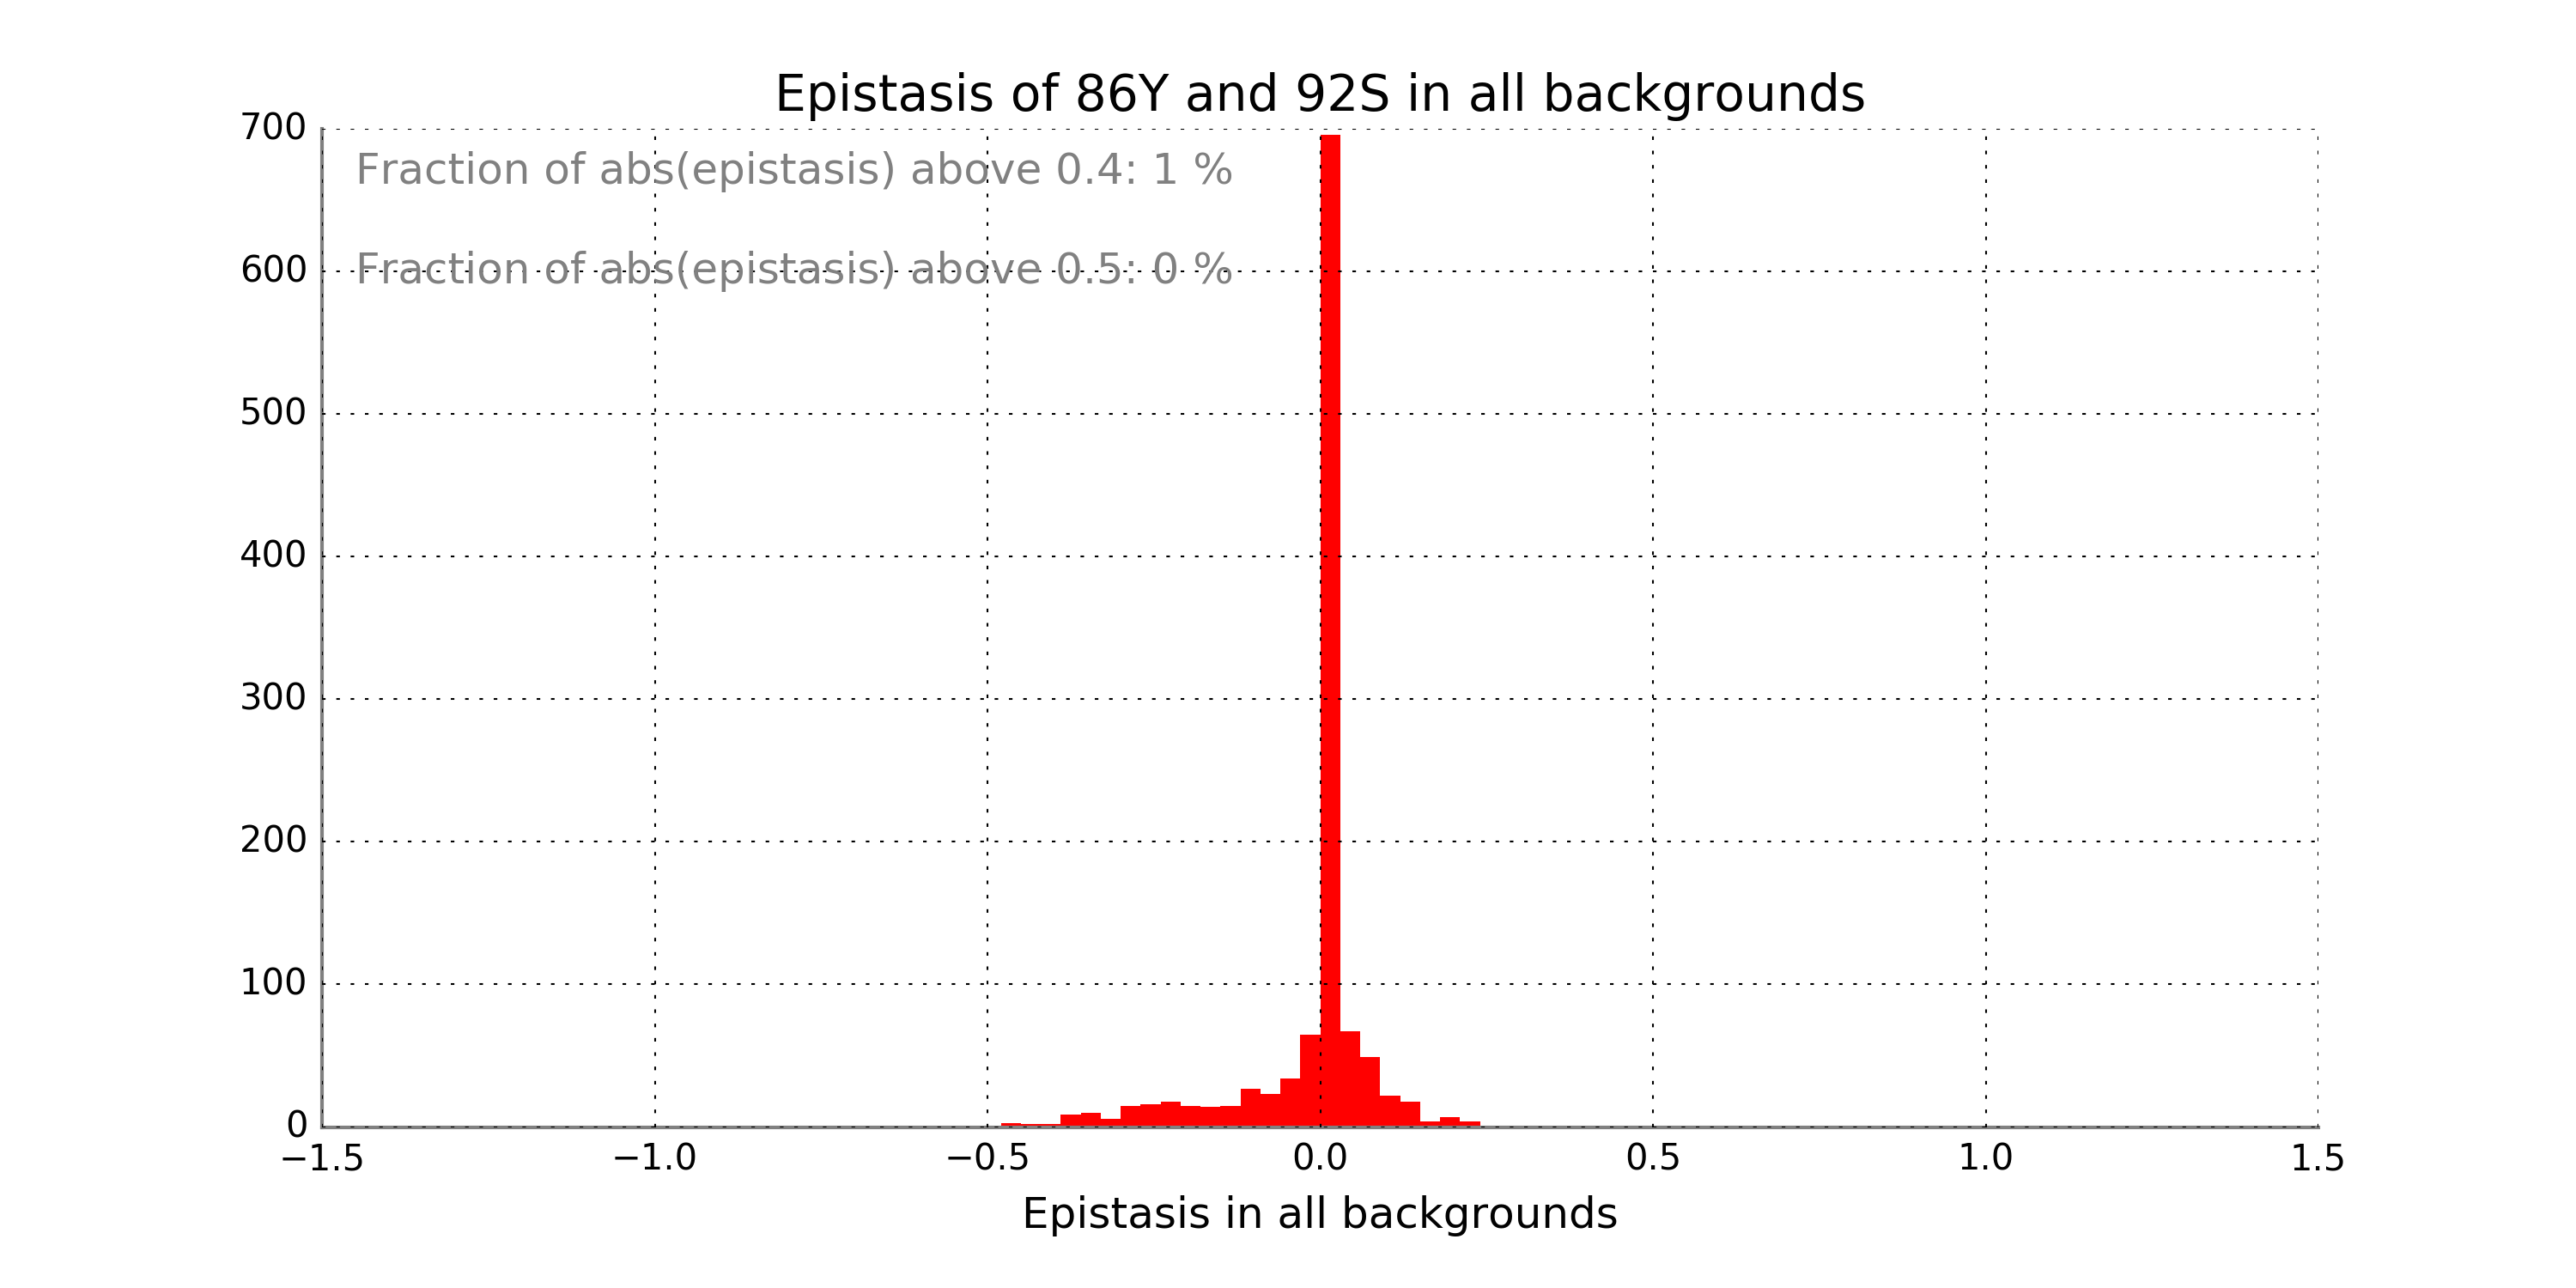 Epistasis of 86Y and 92S in all backgrounds
700
Fraction of abs(epistasis) above 0.4: 1 %
600
Fraction of abs(epistasis) above 0.5: 0 %
500
400
300
200
100
0
−1.5 −1.0 −0.5 0.0 0.5 1.0 1.5
Epistasis in all backgrounds